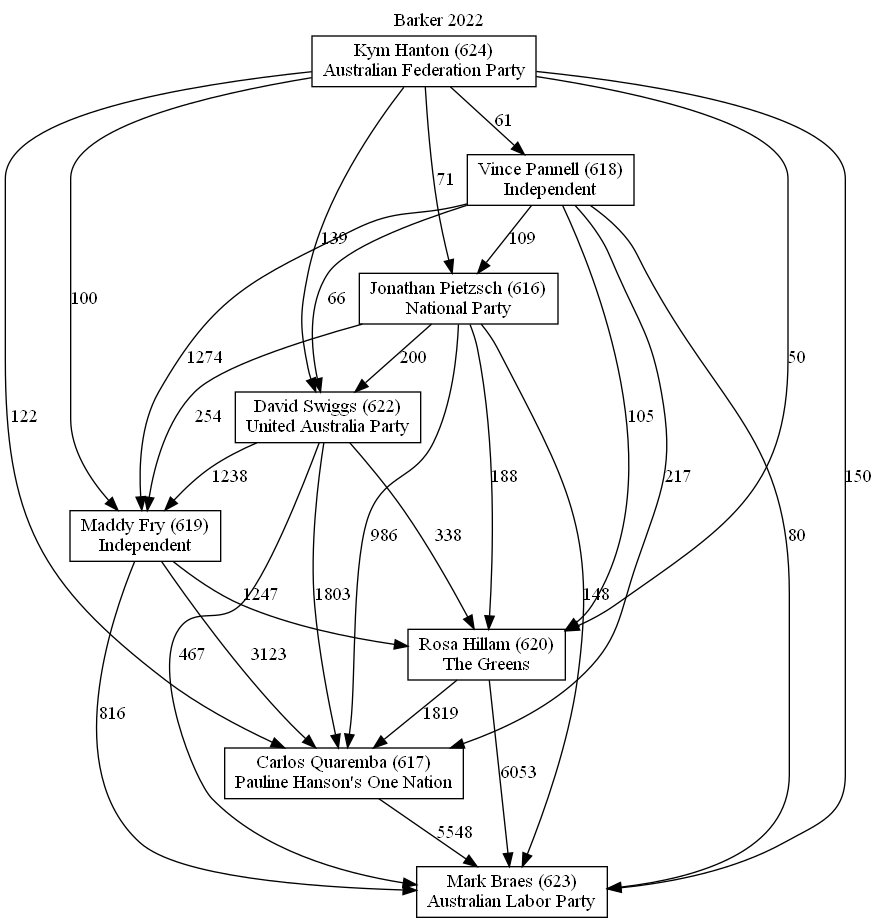 Barker 2022
Kym Hanton (624)
Australian Federation Party
61
Vince Pannell (618)
Independent
71
139
109
Jonathan Pietzsch (616)
National Party
100
66
1274
200
50
David Swiggs (622)
United Australia Party
122
254
105
1238
188
217
150
Maddy Fry (619)
Independent
986
338
80
1247
1803
148
Rosa Hillam (620)
The Greens
467
3123
816
1819
Carlos Quaremba (617)
Pauline Hanson's One Nation
6053
5548
Mark Braes (623)
Australian Labor Party